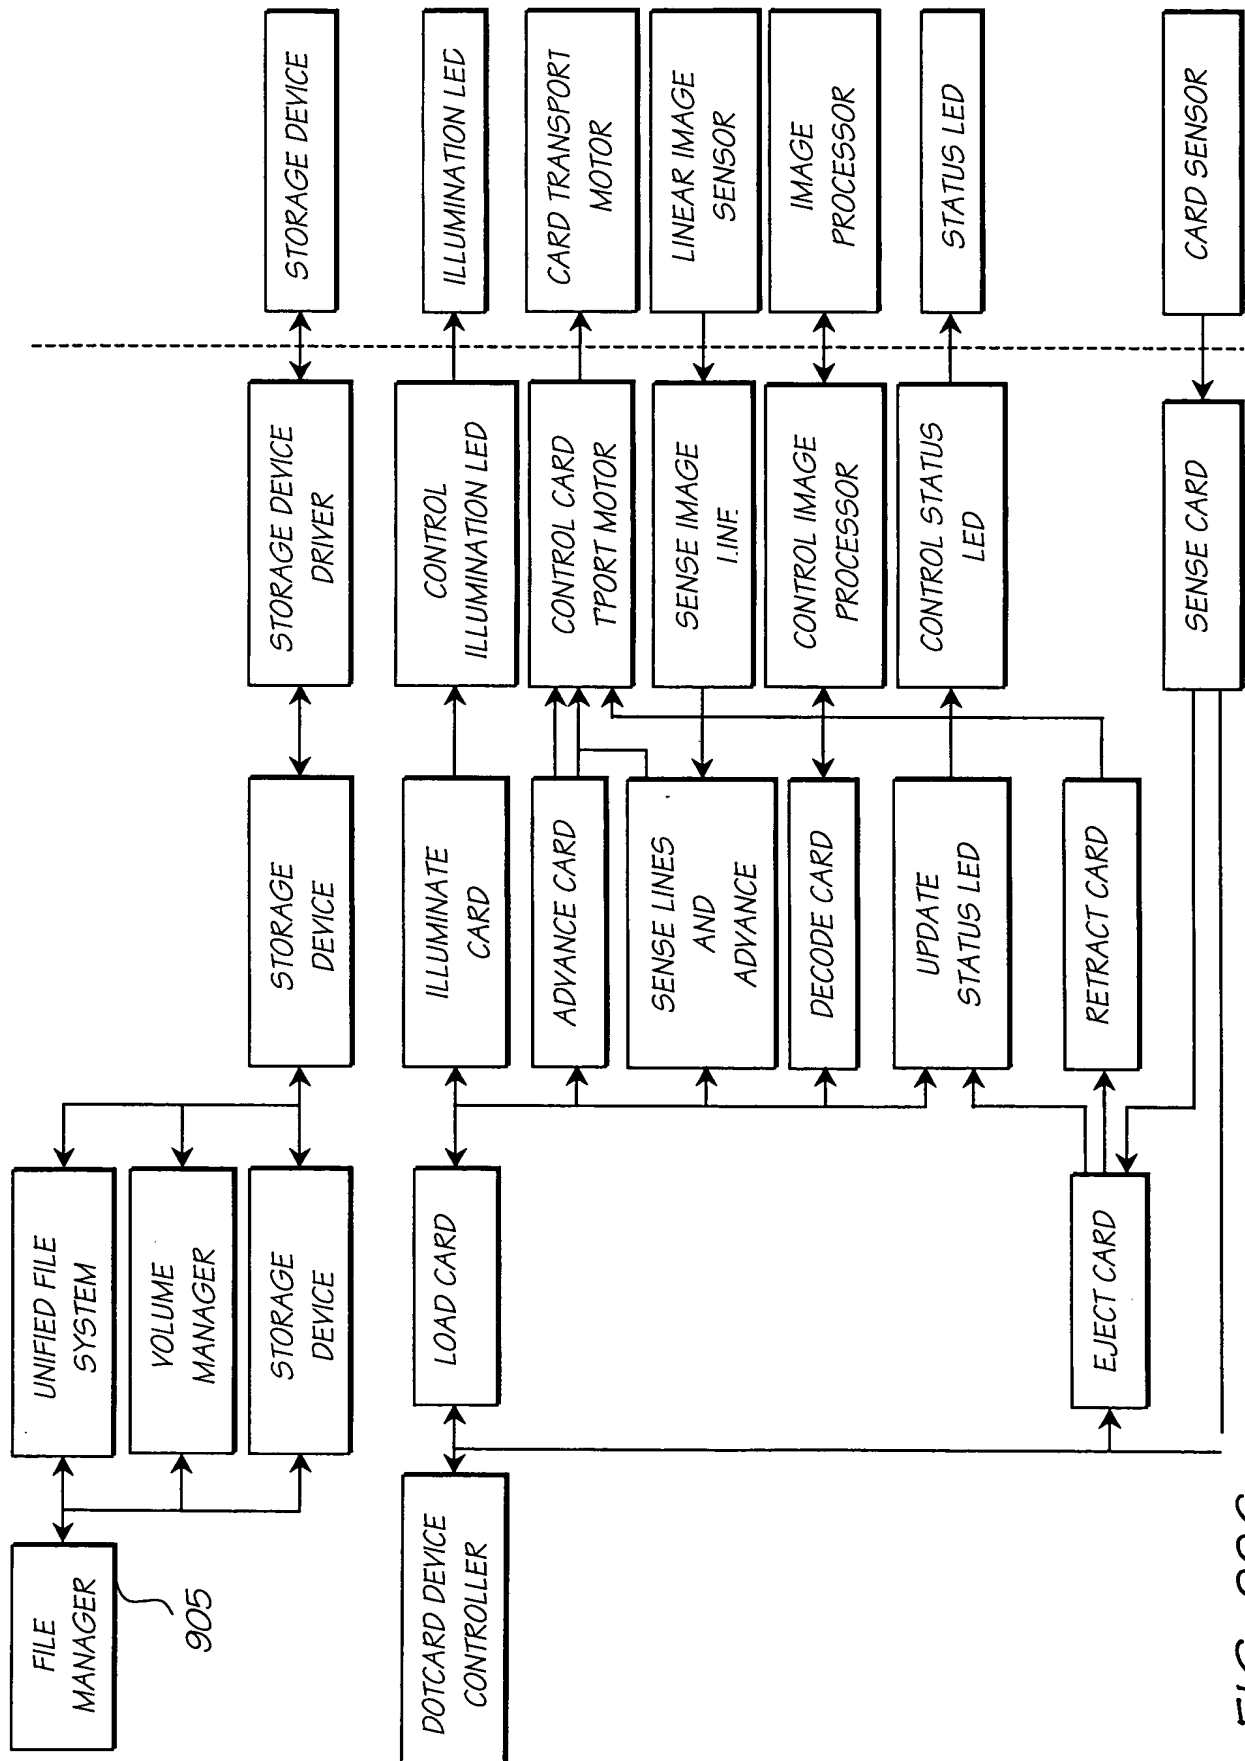 FILE
MANAGER
905
UNIFIED FILE
SYSTEM
VOLUME
MANAGER
STORAGE
DEVICE
STORAGE
DEVICE
STORAGE DEVICE
DRIVER
STORAGE DEVICE
DOTCARD DEVICE
CONTROLLER
LOAD CARD
ILLUMINATE
CARD
CONTROL
ILLUMINATION LED
ILLUMINATION LED
ADVANCE CARD
CONTROL CARD
T'PORT MOTOR
CARD TRANSPORT
MOTOR
SENSE LINES
AND
ADVANCE
SENSE IMAGE
I.INF.
LINEAR IMAGE
SENSOR
DECODE CARD
CONTROL IMAGE
PROCESSOR
IMAGE
PROCESSOR
UPDATE
STATUS LED
CONTROL STATUS
LED
STATUS LED
EJECT CARD
RETRACT CARD
SENSE CARD
CARD SENSOR
FIG.